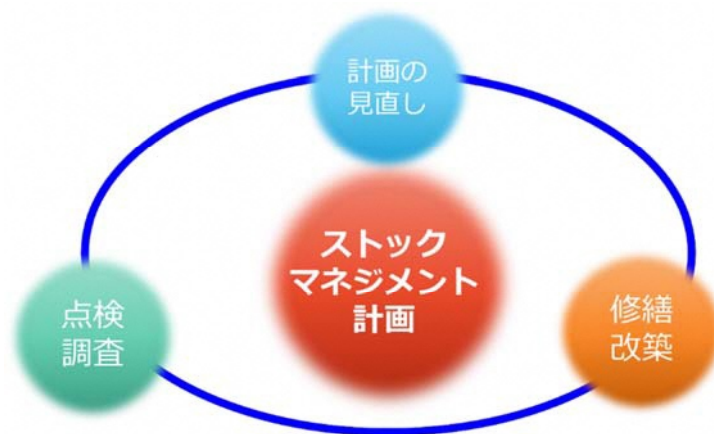 計画の
見直し
ストック
マネジメント
計画
点検
調査
修繕
改築